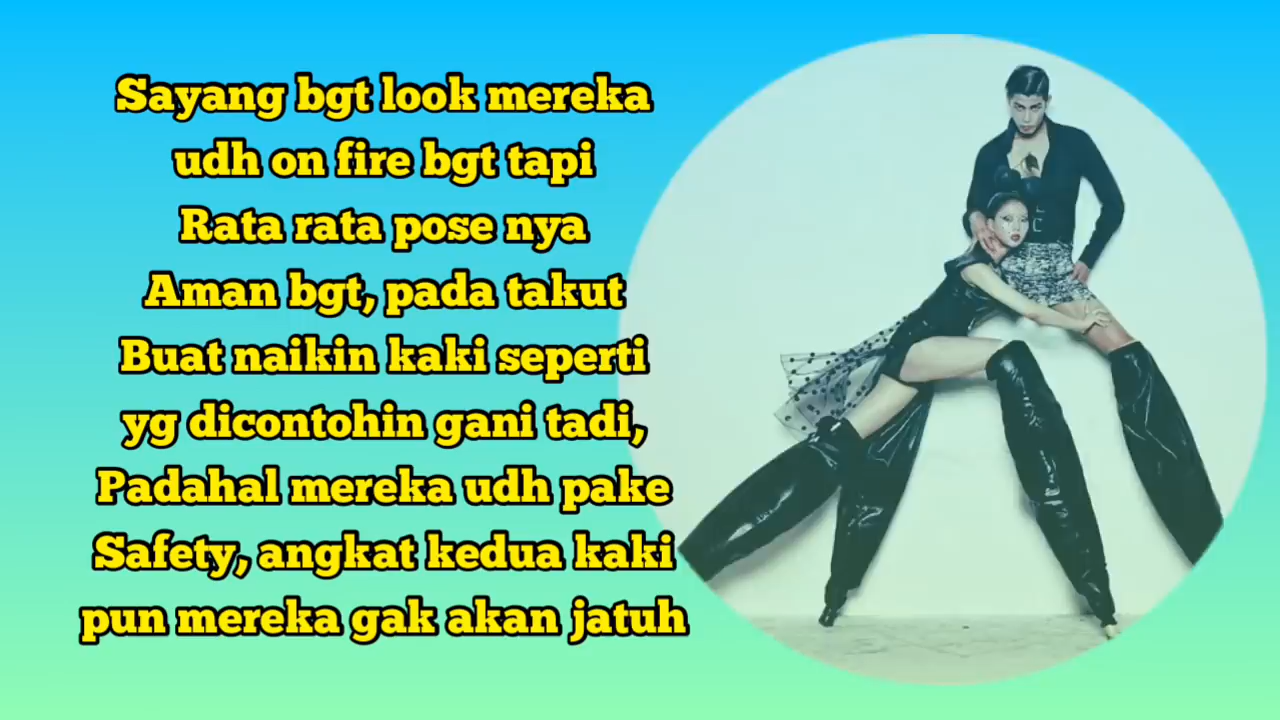 Sayang bgt look mereka
udh on fire bgt tapi
Rata rata pose nya
Aman bgt, pada takut
Buat naikin kaki seperti
yg dicontohin gani tadi,
Padahal mereka udh pake
Safety, angkat kedua kaki
pun mereka gak akan jatuh